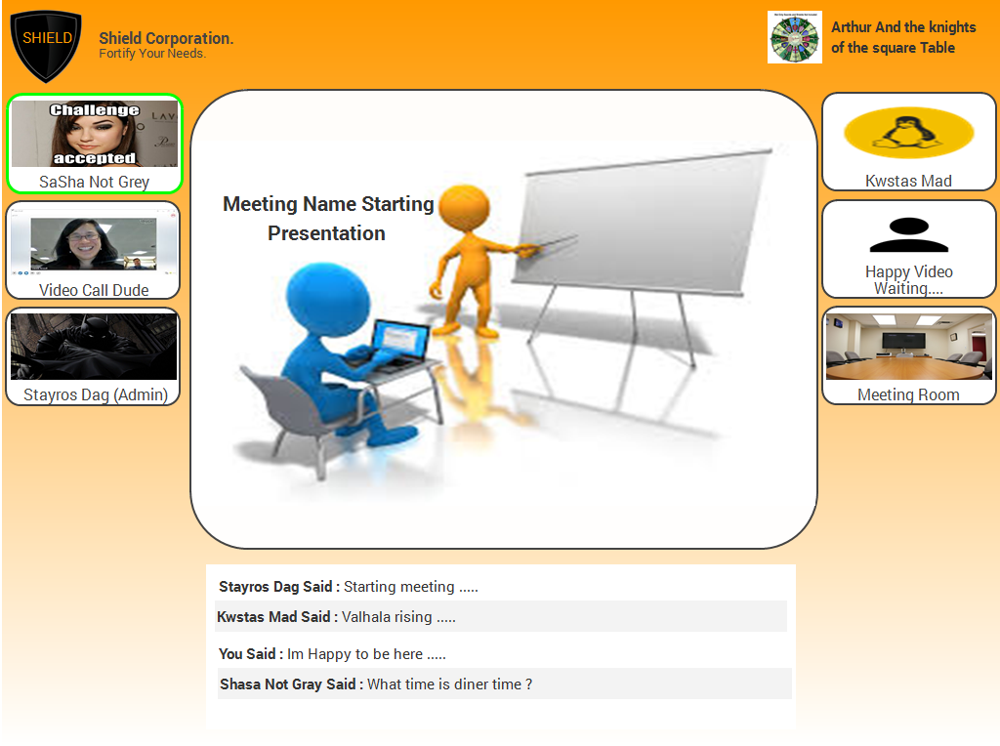 SHIELD
Shield Corporation.
Fortify Your Needs.
Arthur And the knights
of the square Table
Challenge
accepted
SaSha Not Grey
Video Call Dude
Stayros Dag (Admin)
Meeting Name Starting
Presentation
Kwstas Mad
Happy Video
Waiting....
Meeting Room
Stayros Dag Said : Starting meeting .....
Kwstas Mad Said : Valhala rising .....
You Said : Im Happy to be here .....
Shasa Not Gray Said : What time is diner time ?